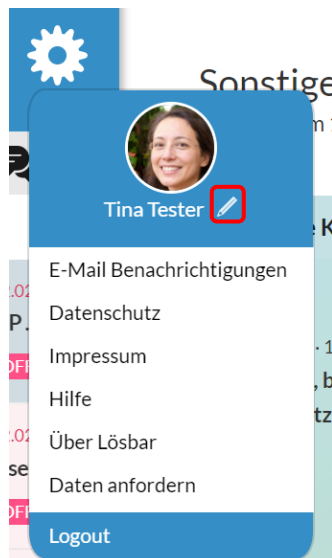 Sonstige
Tina Tester
E-Mail Benachrichtigungen
Datenschutz
Impressum
Hilfe
Über Lösbar
Daten anfordern
Logout